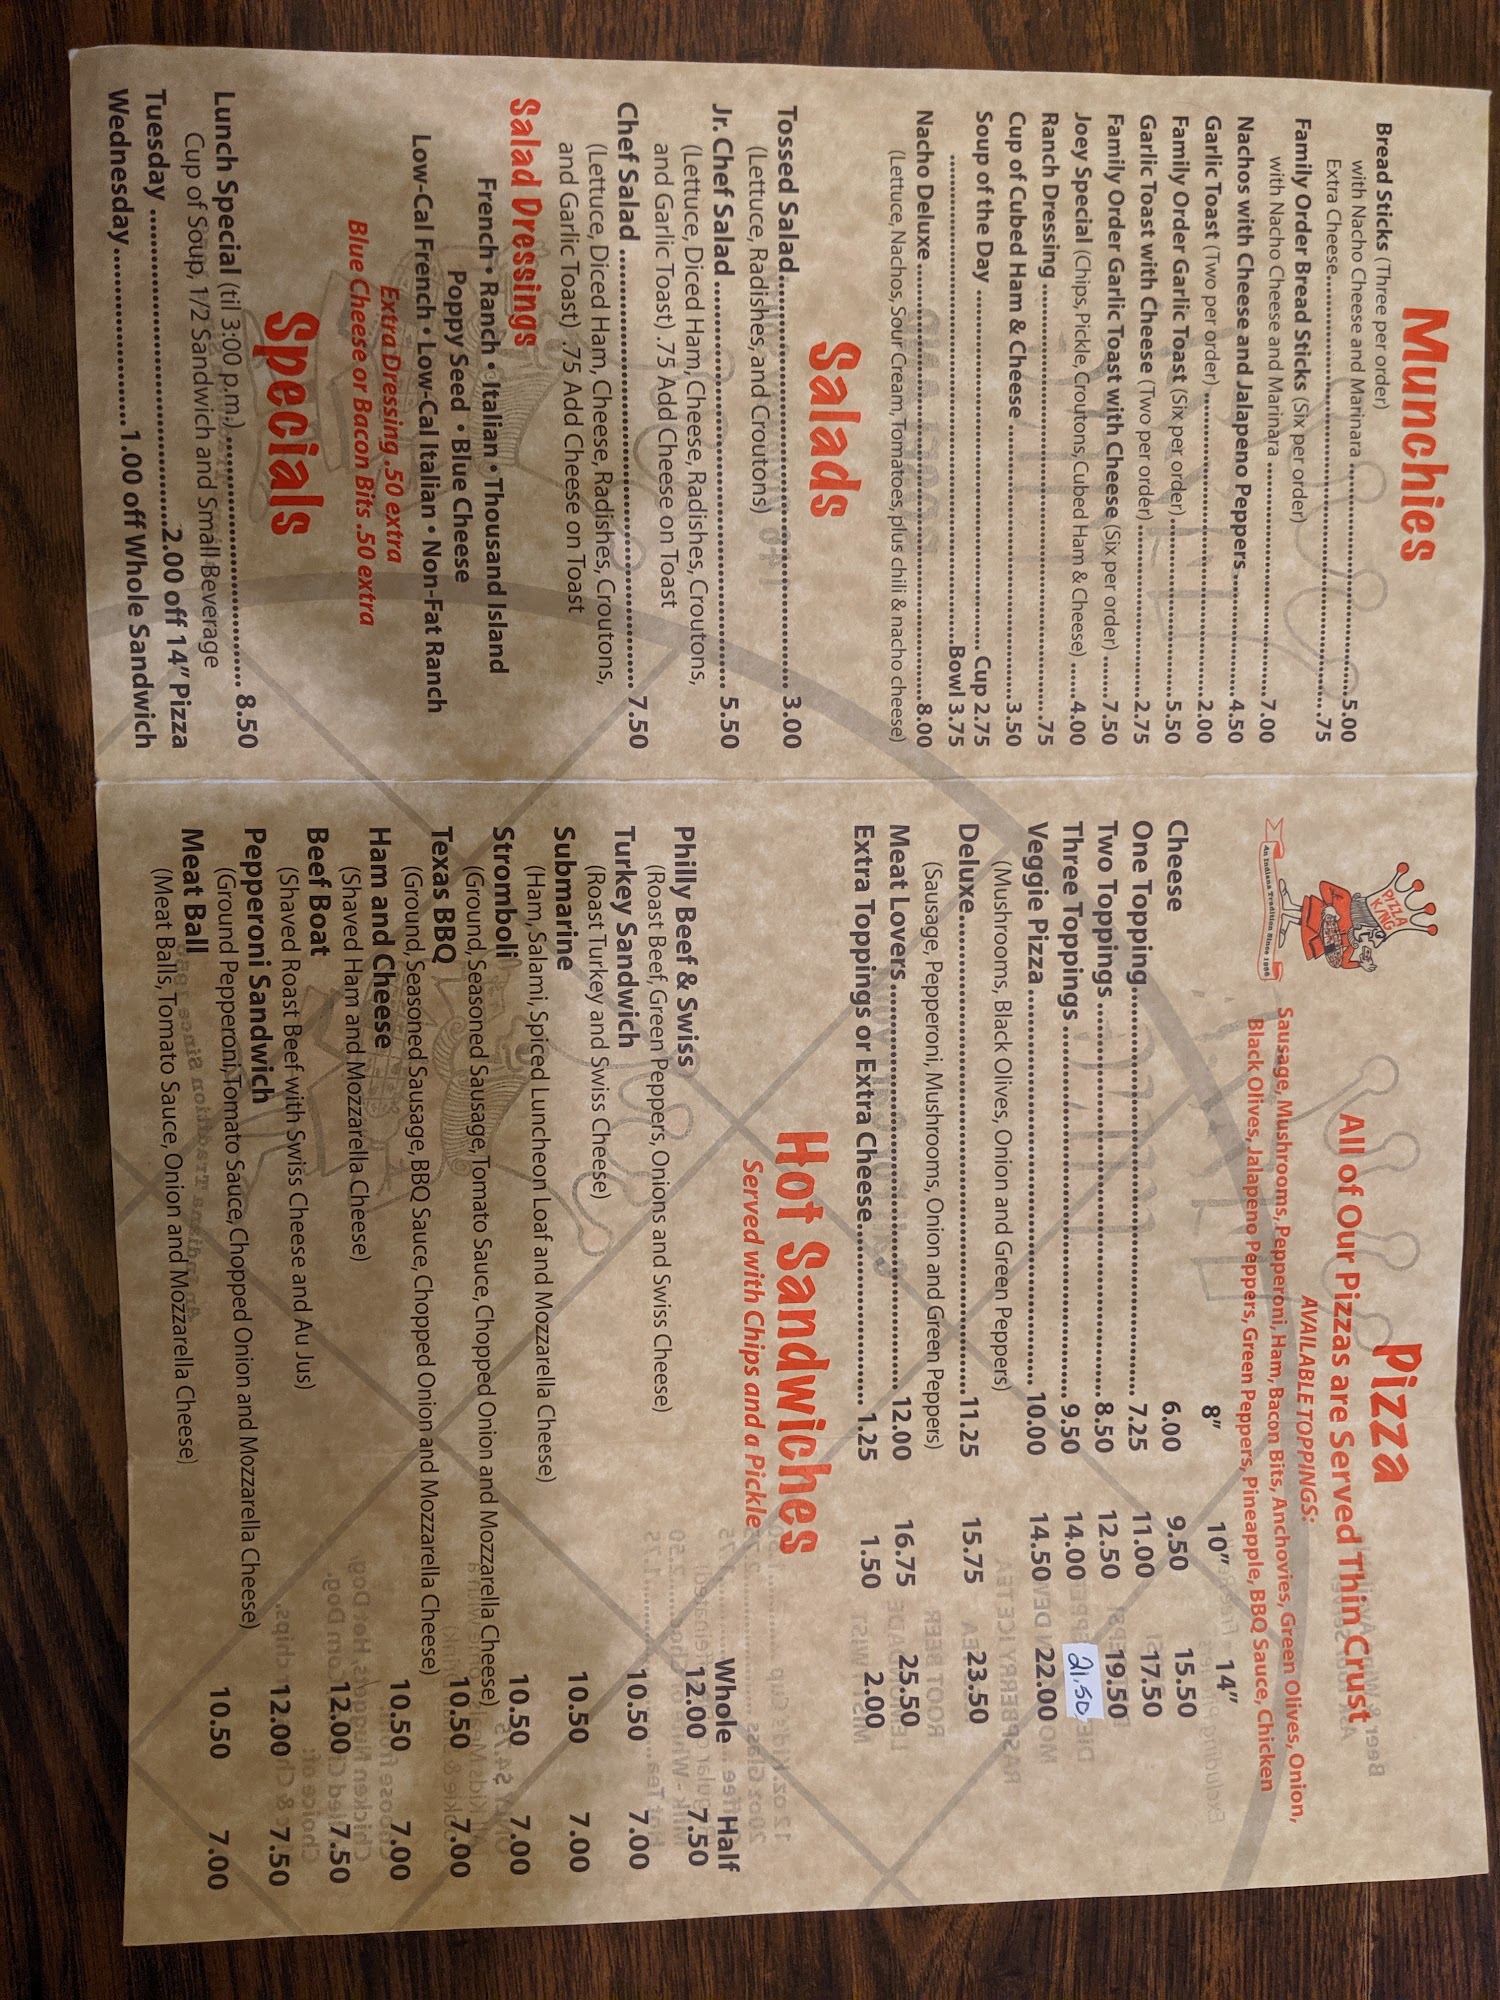 Munchies
Bread Sticks (Three per order)
with Nacho Cheese and Marinara ........ 5.00
Extra Cheese........ .75
Family Order Bread Sticks (Six per order)
with Nacho Cheese and Marinara ........ 7.00
Nachos with Cheese and Jalapeno Peppers........ 4.50
Garlic Toast (Two per order)........ 2.00
Family Order Garlic Toast (Six per order)........ 5.50
Garlic Toast with Cheese (Two per order)........ 2.75
Family Order Garlic Toast with Cheese (Six per order)........ 7.50
Joey Special (Chips, Pickle, Croutons, Cubed Ham & Cheese)........ 4.00
Ranch Dressing ........ .75
Cup of Cubed Ham & Cheese ........ 3.50
Soup of the Day ........ Cup 2.75
........ Bowl 3.75
Nacho Deluxe ........ 8.00
(Lettuce, Nachos, Sour Cream, Tomatoes, plus chili & nacho cheese)
Salads
Tossed Salad........ 3.00
(Lettuce, Radishes, and Croutons)
Jr. Chef Salad ........ 5.50
(Lettuce, Diced Ham, Cheese, Radishes, Croutons,
and Garlic Toast) .75 Add Cheese on Toast
Chef Salad ........ 7.50
(Lettuce, Diced Ham, Cheese, Radishes, Croutons,
and Garlic Toast) .75 Add Cheese on Toast
Salad Dressings
French • Ranch • Italian • Thousand Island
Poppy Seed • Blue Cheese
Low-Cal French • Low-Cal Italian • Non-Fat Ranch
Extra Dressing .50 extra
Blue Cheese or Bacon Bits .50 extra
Specials
Lunch Special (til 3:00 p.m.) ........ 8.50
Cup of Soup, 1/2 Sandwich and Small Beverage
Tuesday ........ 2.00 off 14" Pizza
Wednesday ........ 1.00 off Whole Sandwich
PIZZA KING
An Indiana Tradition Since 1956
Pizza
All of Our Pizzas are Served Thin Crust
AVAILABLE TOPPINGS:
Sausage, Mushrooms, Pepperoni, Ham, Bacon Bits, Anchovies, Green Olives, Onion,
Black Olives, Jalapeno Peppers, Green Peppers, Pineapple, BBQ Sauce, Chicken
8" 10" 14"
Cheese 6.00 9.50 15.50
One Topping........ 7.25 11.00 17.50
Two Toppings ........ 8.50 12.50 19.50
Three Toppings ........ 9.50 14.00 21.50
Veggie Pizza ........ 10.00 14.50 22.00
(Mushrooms, Black Olives, Onion and Green Peppers)
Deluxe........ 11.25 15.75 23.50
(Sausage, Pepperoni, Mushrooms, Onion and Green Peppers)
Meat Lovers........ 12.00 16.75 25.50
Extra Toppings or Extra Cheese........ 1.25 1.50 2.00
Hot Sandwiches
Served with Chips and a Pickle
Whole Half
Philly Beef & Swiss 12.00 7.50
(Roast Beef, Green Peppers, Onions and Swiss Cheese)
Turkey Sandwich 10.50 7.00
(Roast Turkey and Swiss Cheese)
Submarine 10.50 7.00
(Ham, Salami, Spiced Luncheon Loaf and Mozzarella Cheese)
Stromboli 10.50 7.00
(Ground, Seasoned Sausage, Tomato Sauce, Chopped Onion and Mozzarella Cheese)
Texas BBQ 10.50 7.00
(Ground, Seasoned Sausage, BBQ Sauce, Chopped Onion and Mozzarella Cheese)
Ham and Cheese 10.50 7.00
(Shaved Ham and Mozzarella Cheese)
Beef Boat 12.00 7.50
(Shaved Roast Beef with Swiss Cheese and Au Jus)
Pepperoni Sandwich 12.00 7.50
(Ground Pepperoni, Tomato Sauce, Chopped Onion and Mozzarella Cheese)
Meat Ball 10.50 7.00
(Meat Balls, Tomato Sauce, Onion and Mozzarella Cheese)